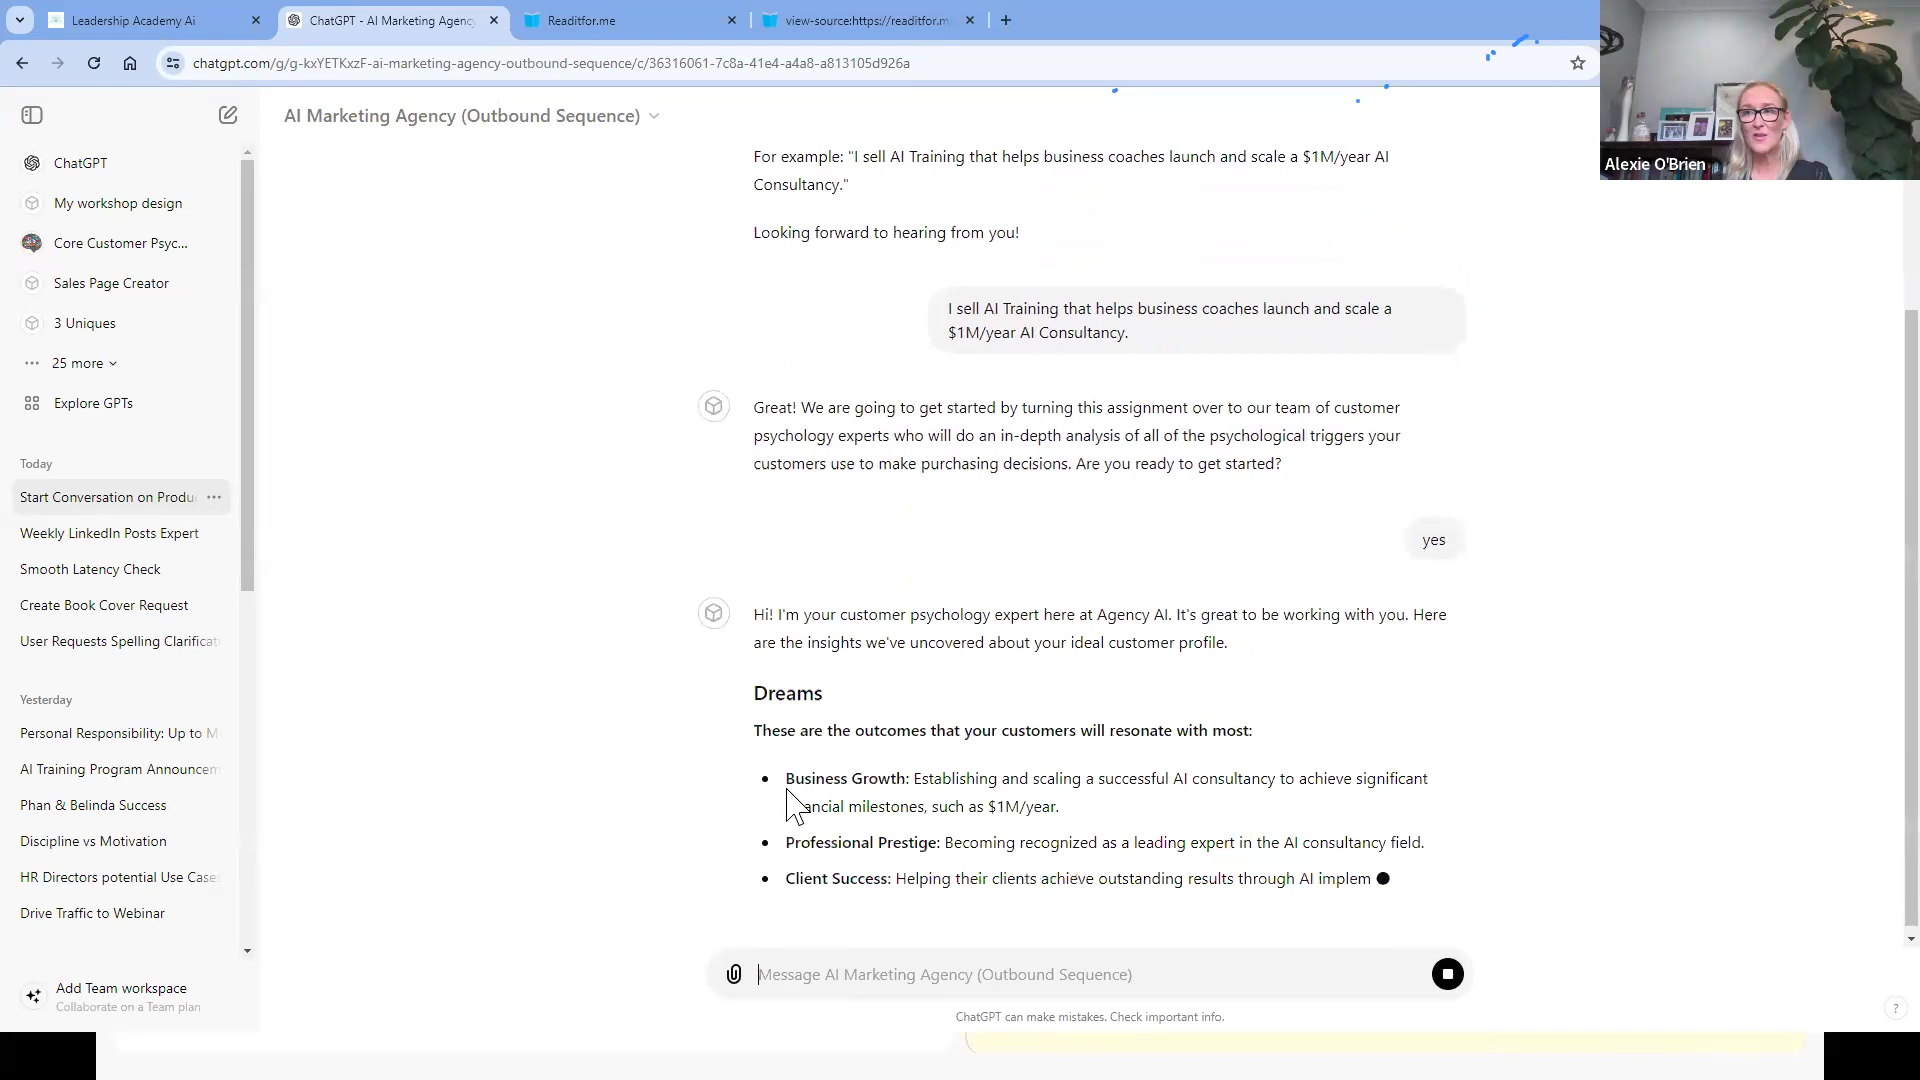 Leadership Academy Ai
ChatGPT - AI Marketing Agency
Readitfor.me
view-source:https://readitfor.m
chatgpt.com/g/g-kxYETKxzF-ai-marketing-agency-outbound-sequence/c/36316061-7c8a-41e4-a4a8-a813105d926a
Alexie O'Brien
AI Marketing Agency (Outbound Sequence)
ChatGPT
My workshop design
Core Customer Psyc...
Sales Page Creator
3 Uniques
25 more
Explore GPTs
Today
Start Conversation on Produ
Weekly LinkedIn Posts Expert
Smooth Latency Check
Create Book Cover Request
User Requests Spelling Clarificat
Yesterday
Personal Responsibility: Up to M
AI Training Program Announcem
Phan & Belinda Success
Discipline vs Motivation
HR Directors potential Use Cases
Drive Traffic to Webinar
Add Team workspace
Collaborate on a Team plan
For example: "I sell AI Training that helps business coaches launch and scale a $1M/year AI
Consultancy."
Looking forward to hearing from you!
I sell AI Training that helps business coaches launch and scale a
$1M/year AI Consultancy.
Great! We are going to get started by turning this assignment over to our team of customer
psychology experts who will do an in-depth analysis of all of the psychological triggers your
customers use to make purchasing decisions. Are you ready to get started?
yes
Hi! I'm your customer psychology expert here at Agency AI. It's great to be working with you. Here
are the insights we've uncovered about your ideal customer profile.
Dreams
These are the outcomes that your customers will resonate with most:
Business Growth: Establishing and scaling a successful AI consultancy to achieve significant
financial milestones, such as $1M/year.
Professional Prestige: Becoming recognized as a leading expert in the AI consultancy field.
Client Success: Helping their clients achieve outstanding results through AI implem
Message AI Marketing Agency (Outbound Sequence)
ChatGPT can make mistakes. Check important info.
?